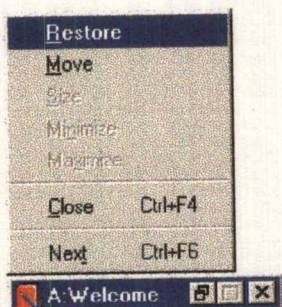 Restore
Move
Size
Minimize
Maximize
Close Ctrl+F4
Next Ctrl+F6
A:Welcome